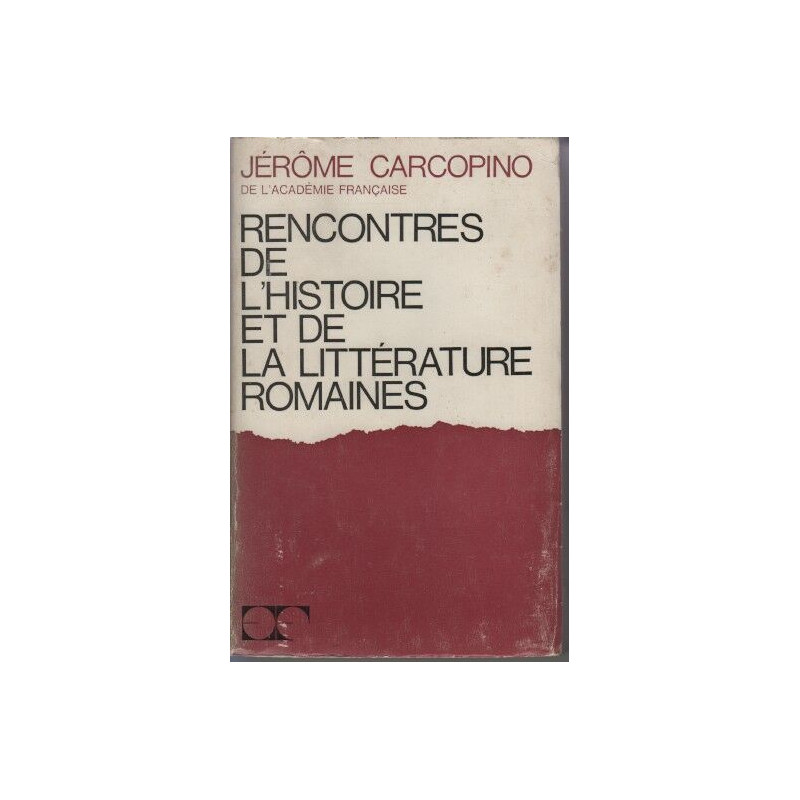 JÉRÔME CARCOPINO
DE L'ACADÉMIE FRANÇAISE
RENCONTRES
DE
L'HISTOIRE
ET DE
LA LITTÉRATURE
ROMAINES